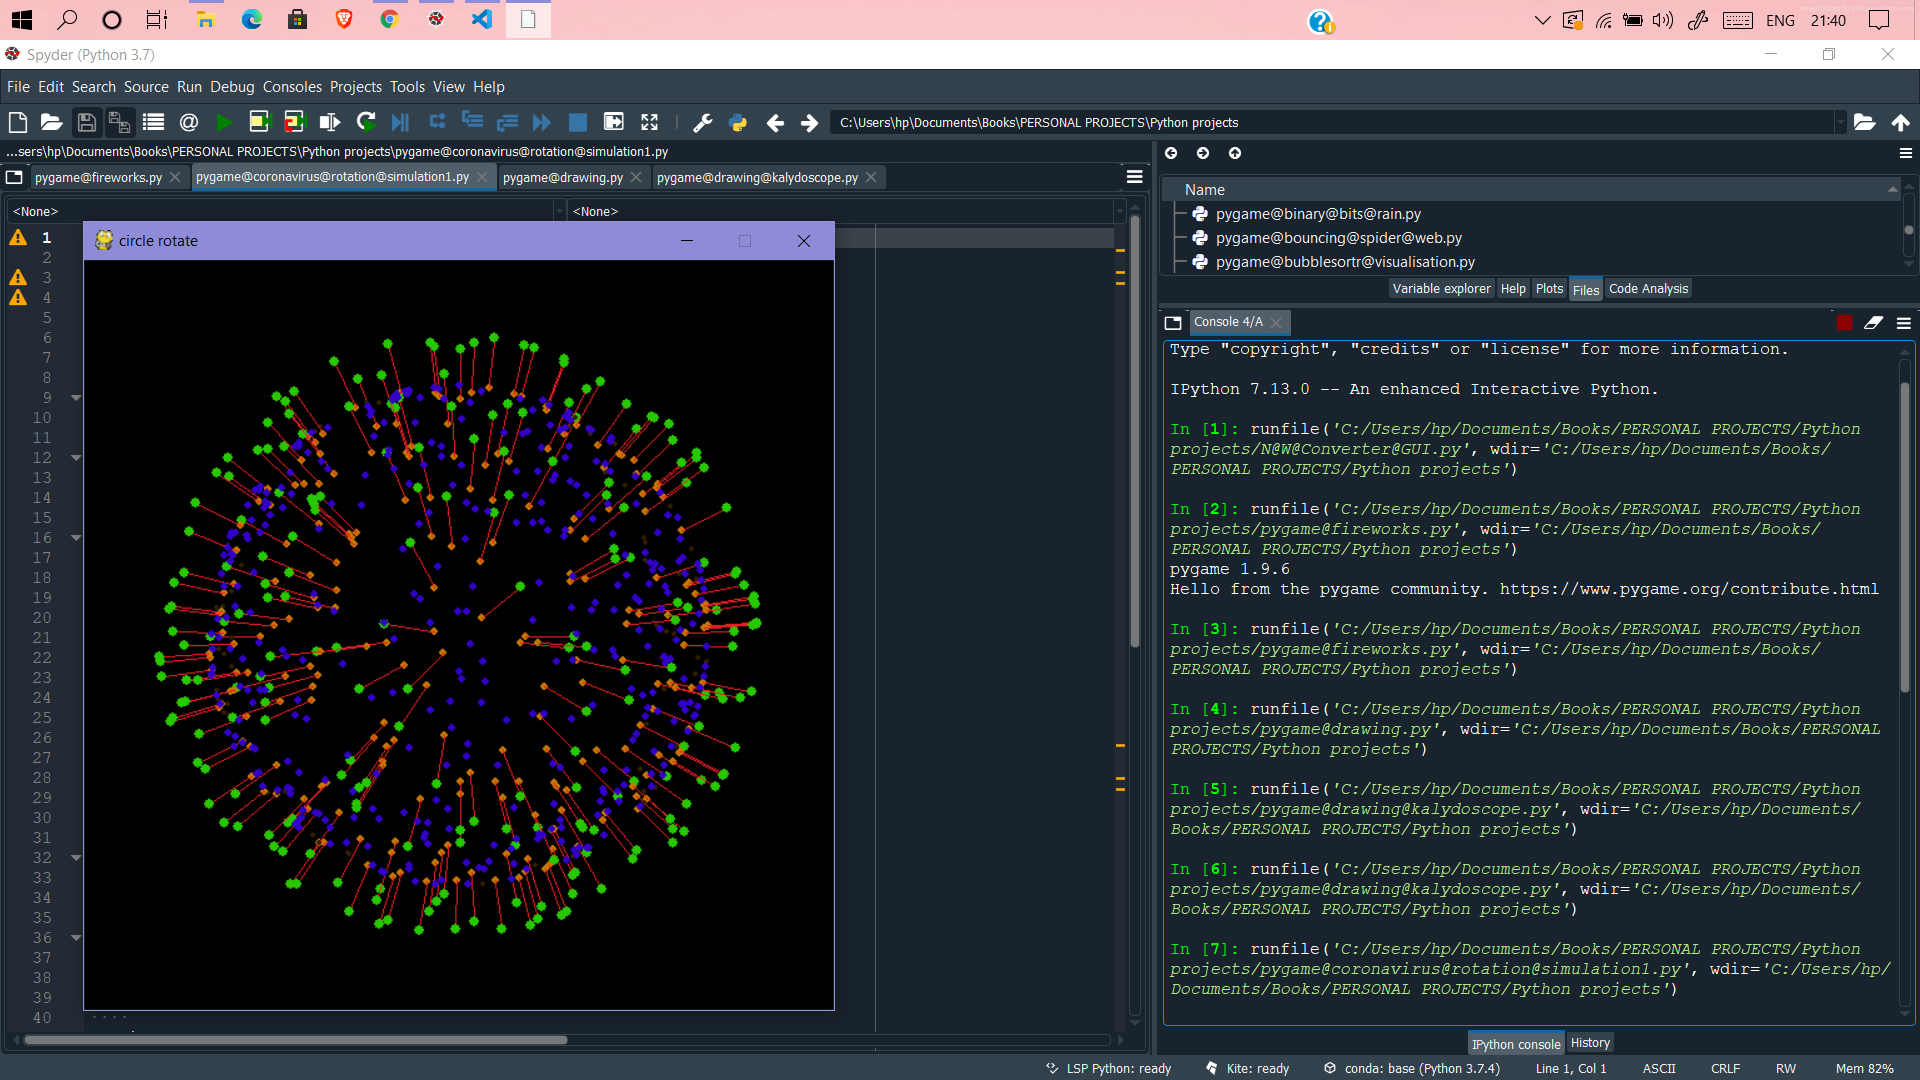 ENG 21:40
Spyder (Python 3.7)
File Edit Search Source Run Debug Consoles Projects Tools View Help
C:\Users\hp\Documents\Books\PERSONAL PROJECTS\Python projects
...sers\hp\Documents\Books\PERSONAL PROJECTS\Python projects\pygame@coronavirus@rotation@simulation1.py
pygame@fireworks.py pygame@coronavirus@rotation@simulation1.py pygame@drawing.py pygame@drawing@kalydoscope.py
<None> <None>
circle rotate
1
2
3
4
5
6
7
8
9
10
11
12
13
14
15
16
17
18
19
20
21
22
23
24
25
26
27
28
29
30
31
32
33
34
35
36
37
38
39
40
Name
pygame@binary@bits@rain.py
pygame@bouncing@spider@web.py
pygame@bubblesortr@visualisation.py
Variable explorer Help Plots Files Code Analysis
Console 4/A
Type "copyright", "credits" or "license" for more information.
IPython 7.13.0 -- An enhanced Interactive Python.
In [1]: runfile('C:/Users/hp/Documents/Books/PERSONAL PROJECTS/Python
projects/N@W@Converter@GUI.py', wdir='C:/Users/hp/Documents/Books/
PERSONAL PROJECTS/Python projects')
In [2]: runfile('C:/Users/hp/Documents/Books/PERSONAL PROJECTS/Python
projects/pygame@fireworks.py', wdir='C:/Users/hp/Documents/Books/
PERSONAL PROJECTS/Python projects')
pygame 1.9.6
Hello from the pygame community. https://www.pygame.org/contribute.html
In [3]: runfile('C:/Users/hp/Documents/Books/PERSONAL PROJECTS/Python
projects/pygame@fireworks.py', wdir='C:/Users/hp/Documents/Books/
PERSONAL PROJECTS/Python projects')
In [4]: runfile('C:/Users/hp/Documents/Books/PERSONAL PROJECTS/Python
projects/pygame@drawing.py', wdir='C:/Users/hp/Documents/Books/PERSONAL
PROJECTS/Python projects')
In [5]: runfile('C:/Users/hp/Documents/Books/PERSONAL PROJECTS/Python
projects/pygame@drawing@kalydoscope.py', wdir='C:/Users/hp/Documents/
Books/PERSONAL PROJECTS/Python projects')
In [6]: runfile('C:/Users/hp/Documents/Books/PERSONAL PROJECTS/Python
projects/pygame@drawing@kalydoscope.py', wdir='C:/Users/hp/Documents/
Books/PERSONAL PROJECTS/Python projects')
In [7]: runfile('C:/Users/hp/Documents/Books/PERSONAL PROJECTS/Python
projects/pygame@coronavirus@rotation@simulation1.py', wdir='C:/Users/hp/
Documents/Books/PERSONAL PROJECTS/Python projects')
IPython console History
LSP Python: ready Kite: ready conda: base (Python 3.7.4) Line 1, Col 1 ASCII CRLF RW Mem 82%